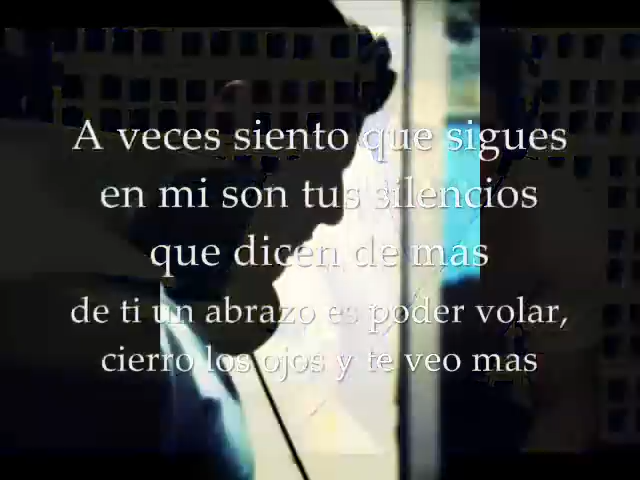 A veces siento que sigues
en mi son tus silencios
que dicen de más
de ti un abrazo es poder volar,
cierro los ojos y te veo mas